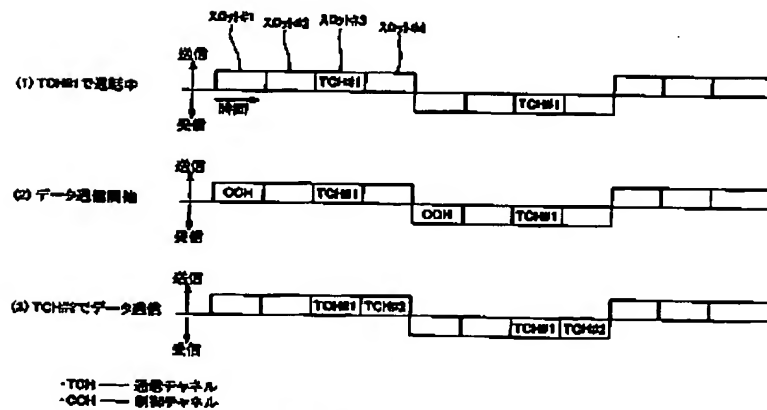 スロット#1 スロット#2 スロット#3 スロット#4
送信
(1) TCH#1で通話中
TCH#1
時間
TCH#1
受信
送信
(2) データ通信開始
CCH TCH#1
CCH TCH#1
受信
送信
(3) TCH#2でデータ通信
TCH#1 TCH#2
TCH#1 TCH#2
受信
・TCH —— 通信チャネル
・CCH —— 制御チャネル